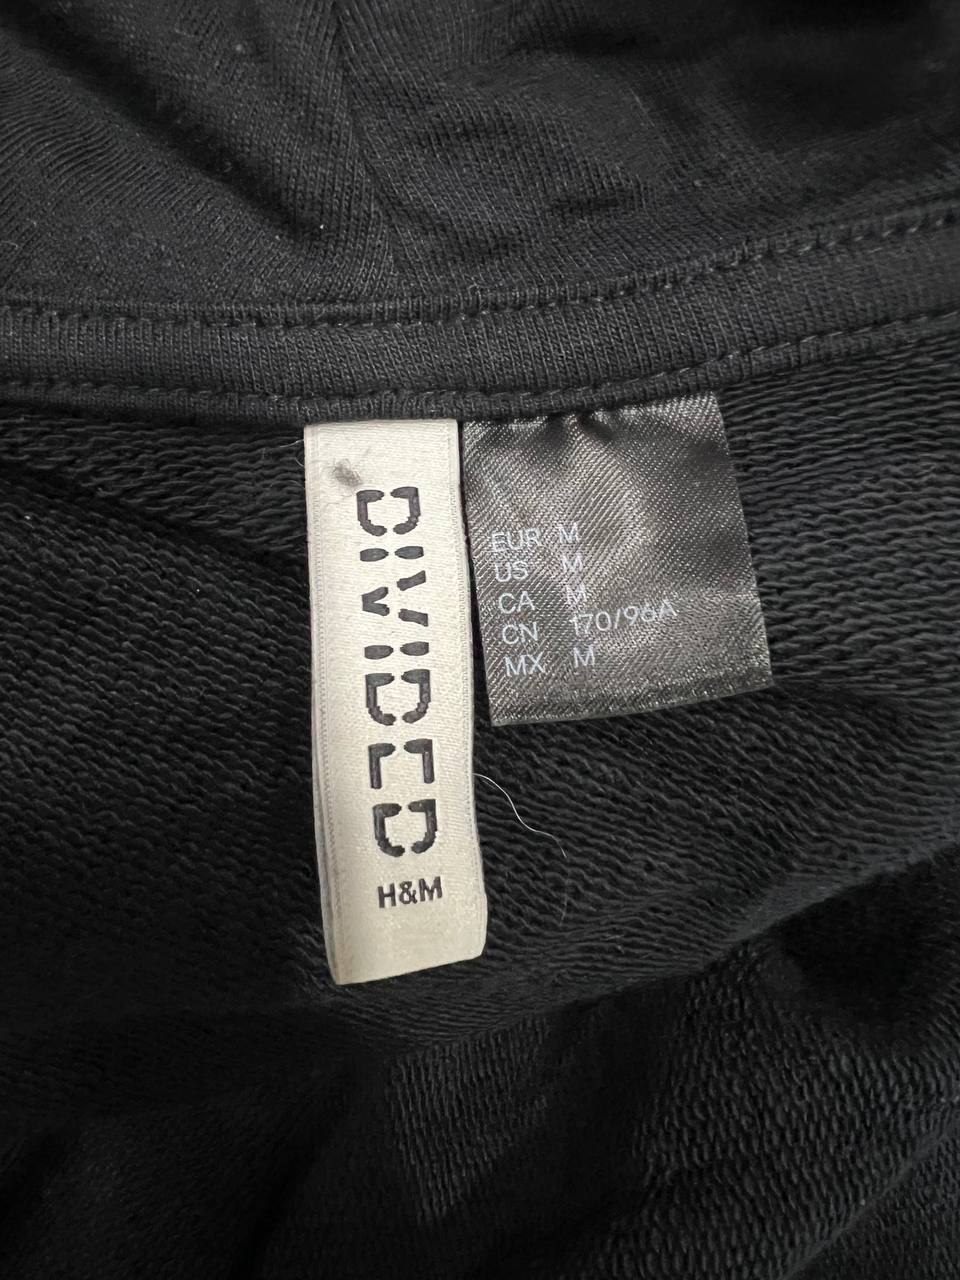 DIVIDED
H&M
EUR M
US M
CA M
CN 170/96A
MX M